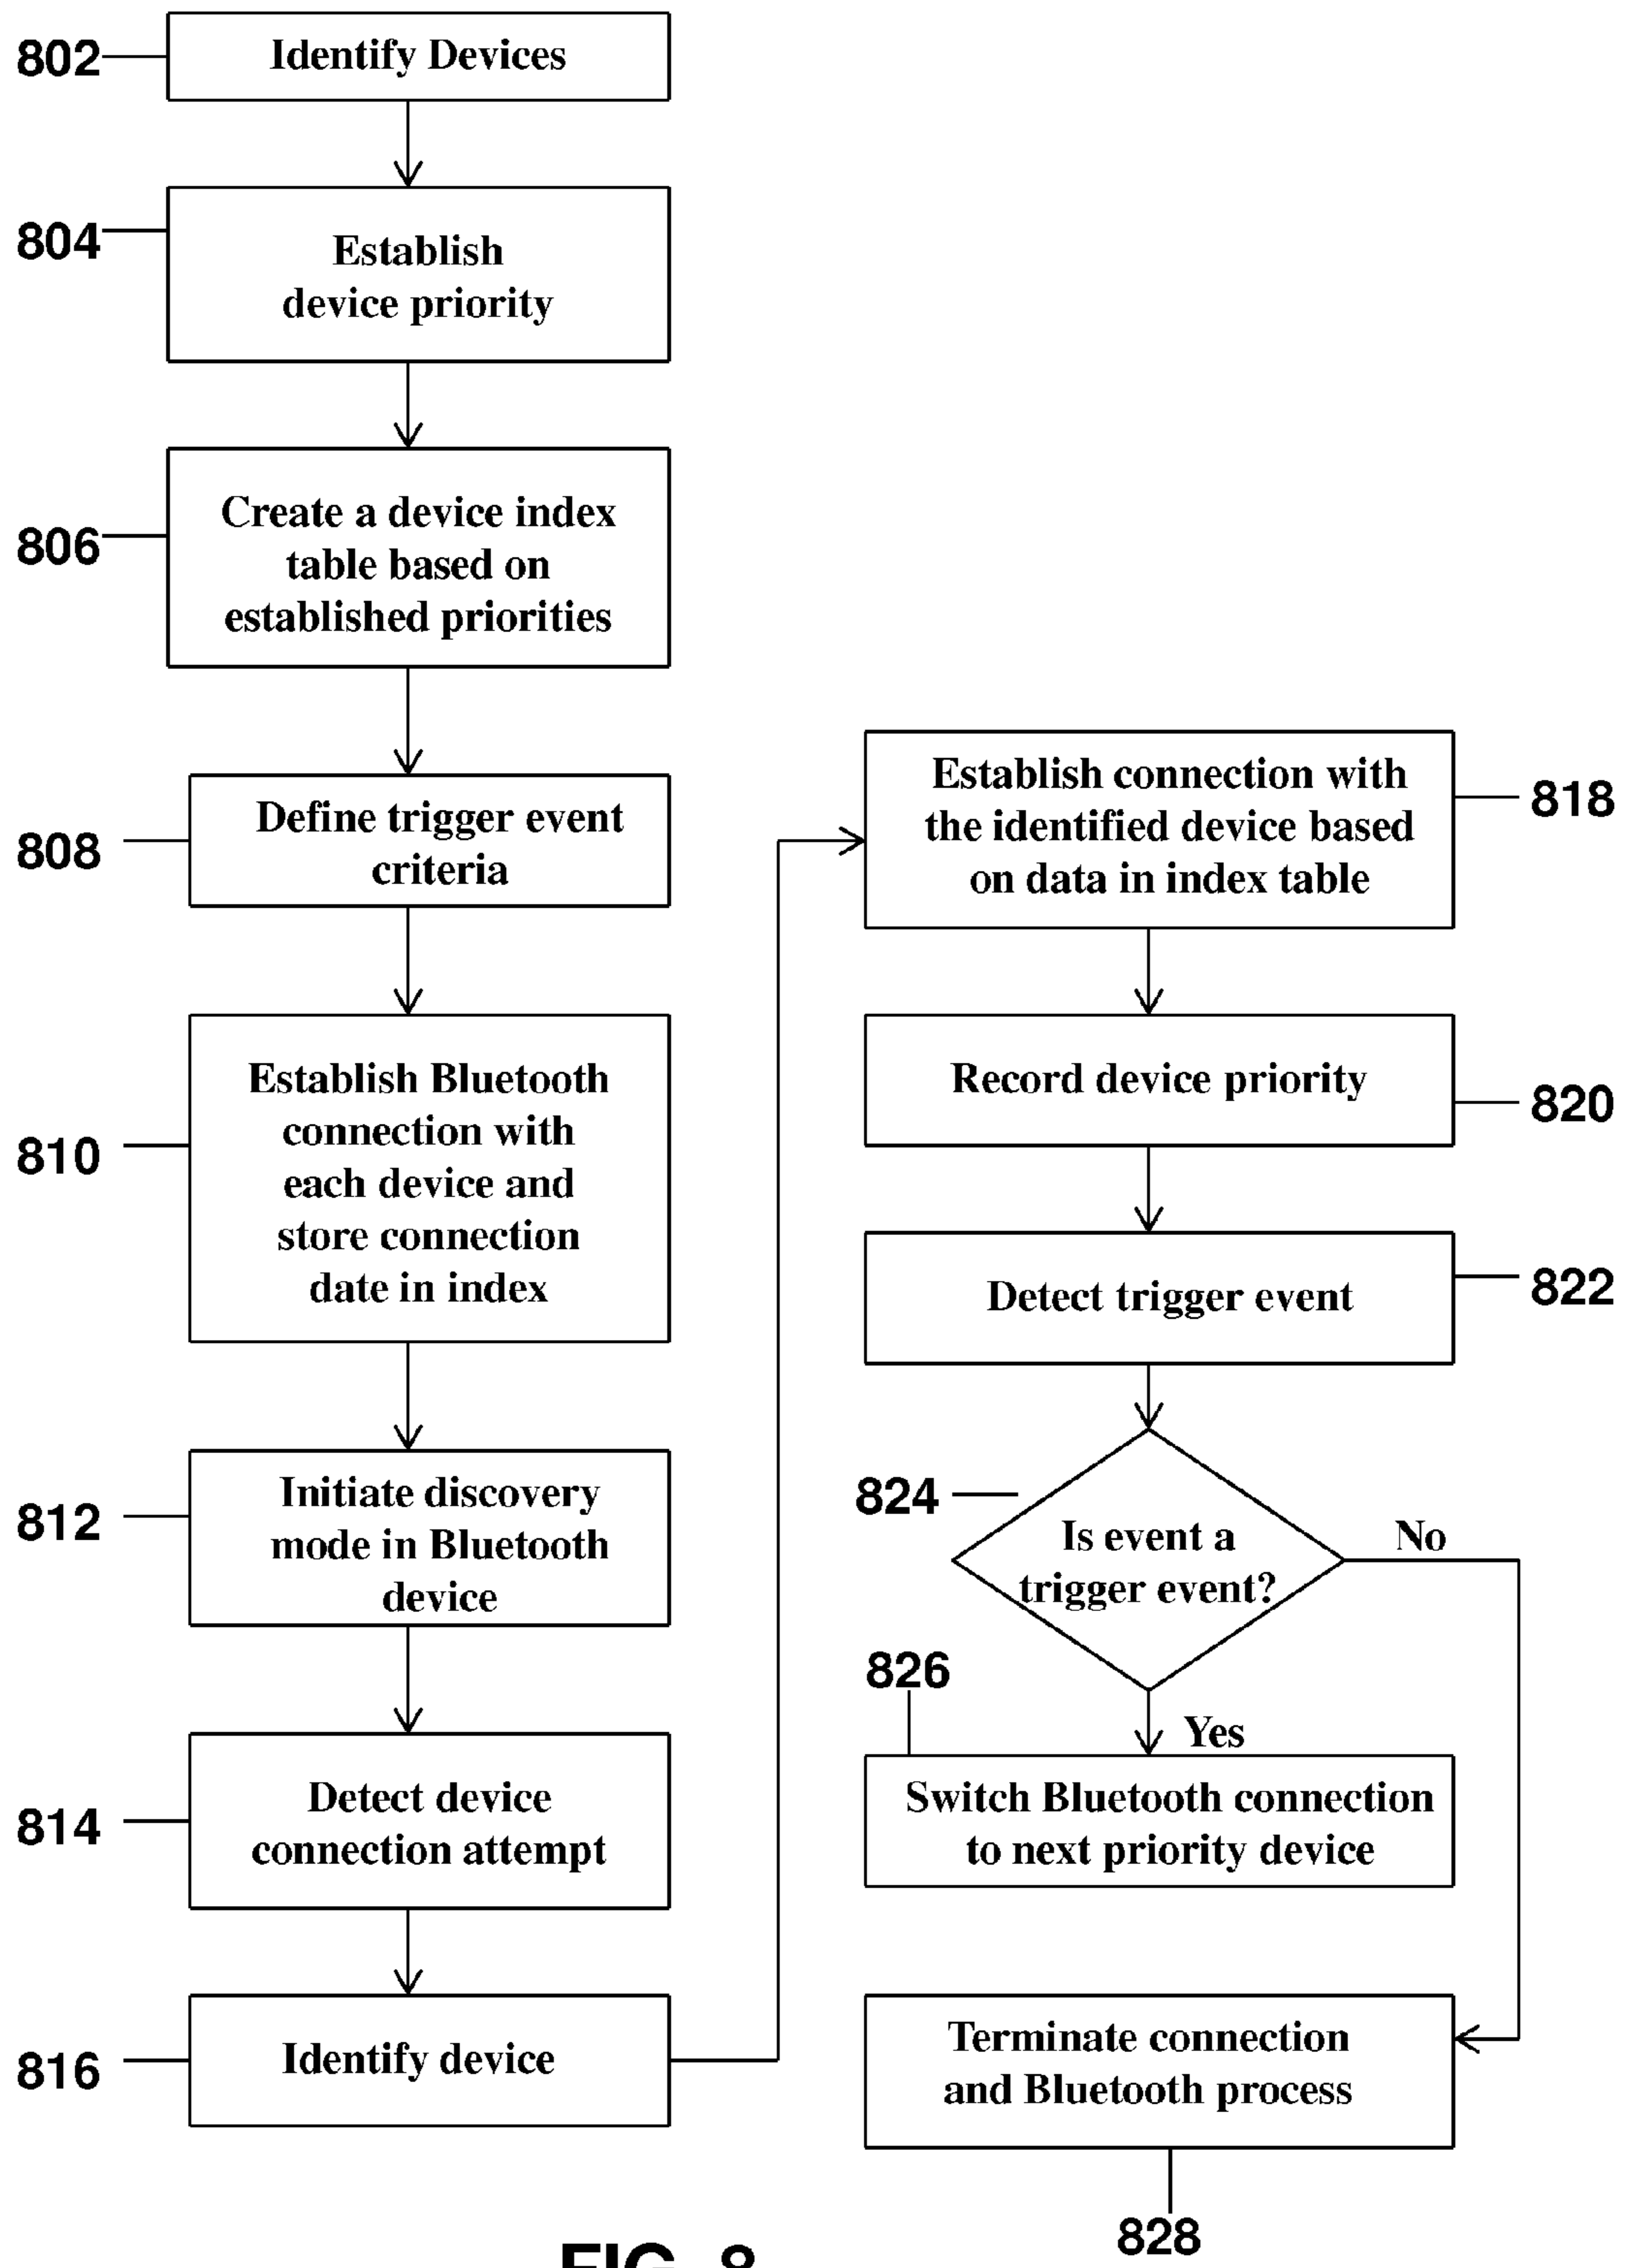 802
Identify Devices
804
Establish
device priority
806
Create a device index
table based on
established priorities
808
Define trigger event
criteria
810
Establish Bluetooth
connection with
each device and
store connection
date in index
812
Initiate discovery
mode in Bluetooth
device
814
Detect device
connection attempt
816
Identify device
Establish connection with
the identified device based
on data in index table
818
Record device priority
820
Detect trigger event
822
824
Is event a
trigger event?
No
826
Yes
Switch Bluetooth connection
to next priority device
Terminate connection
and Bluetooth process
828
FIG. 8